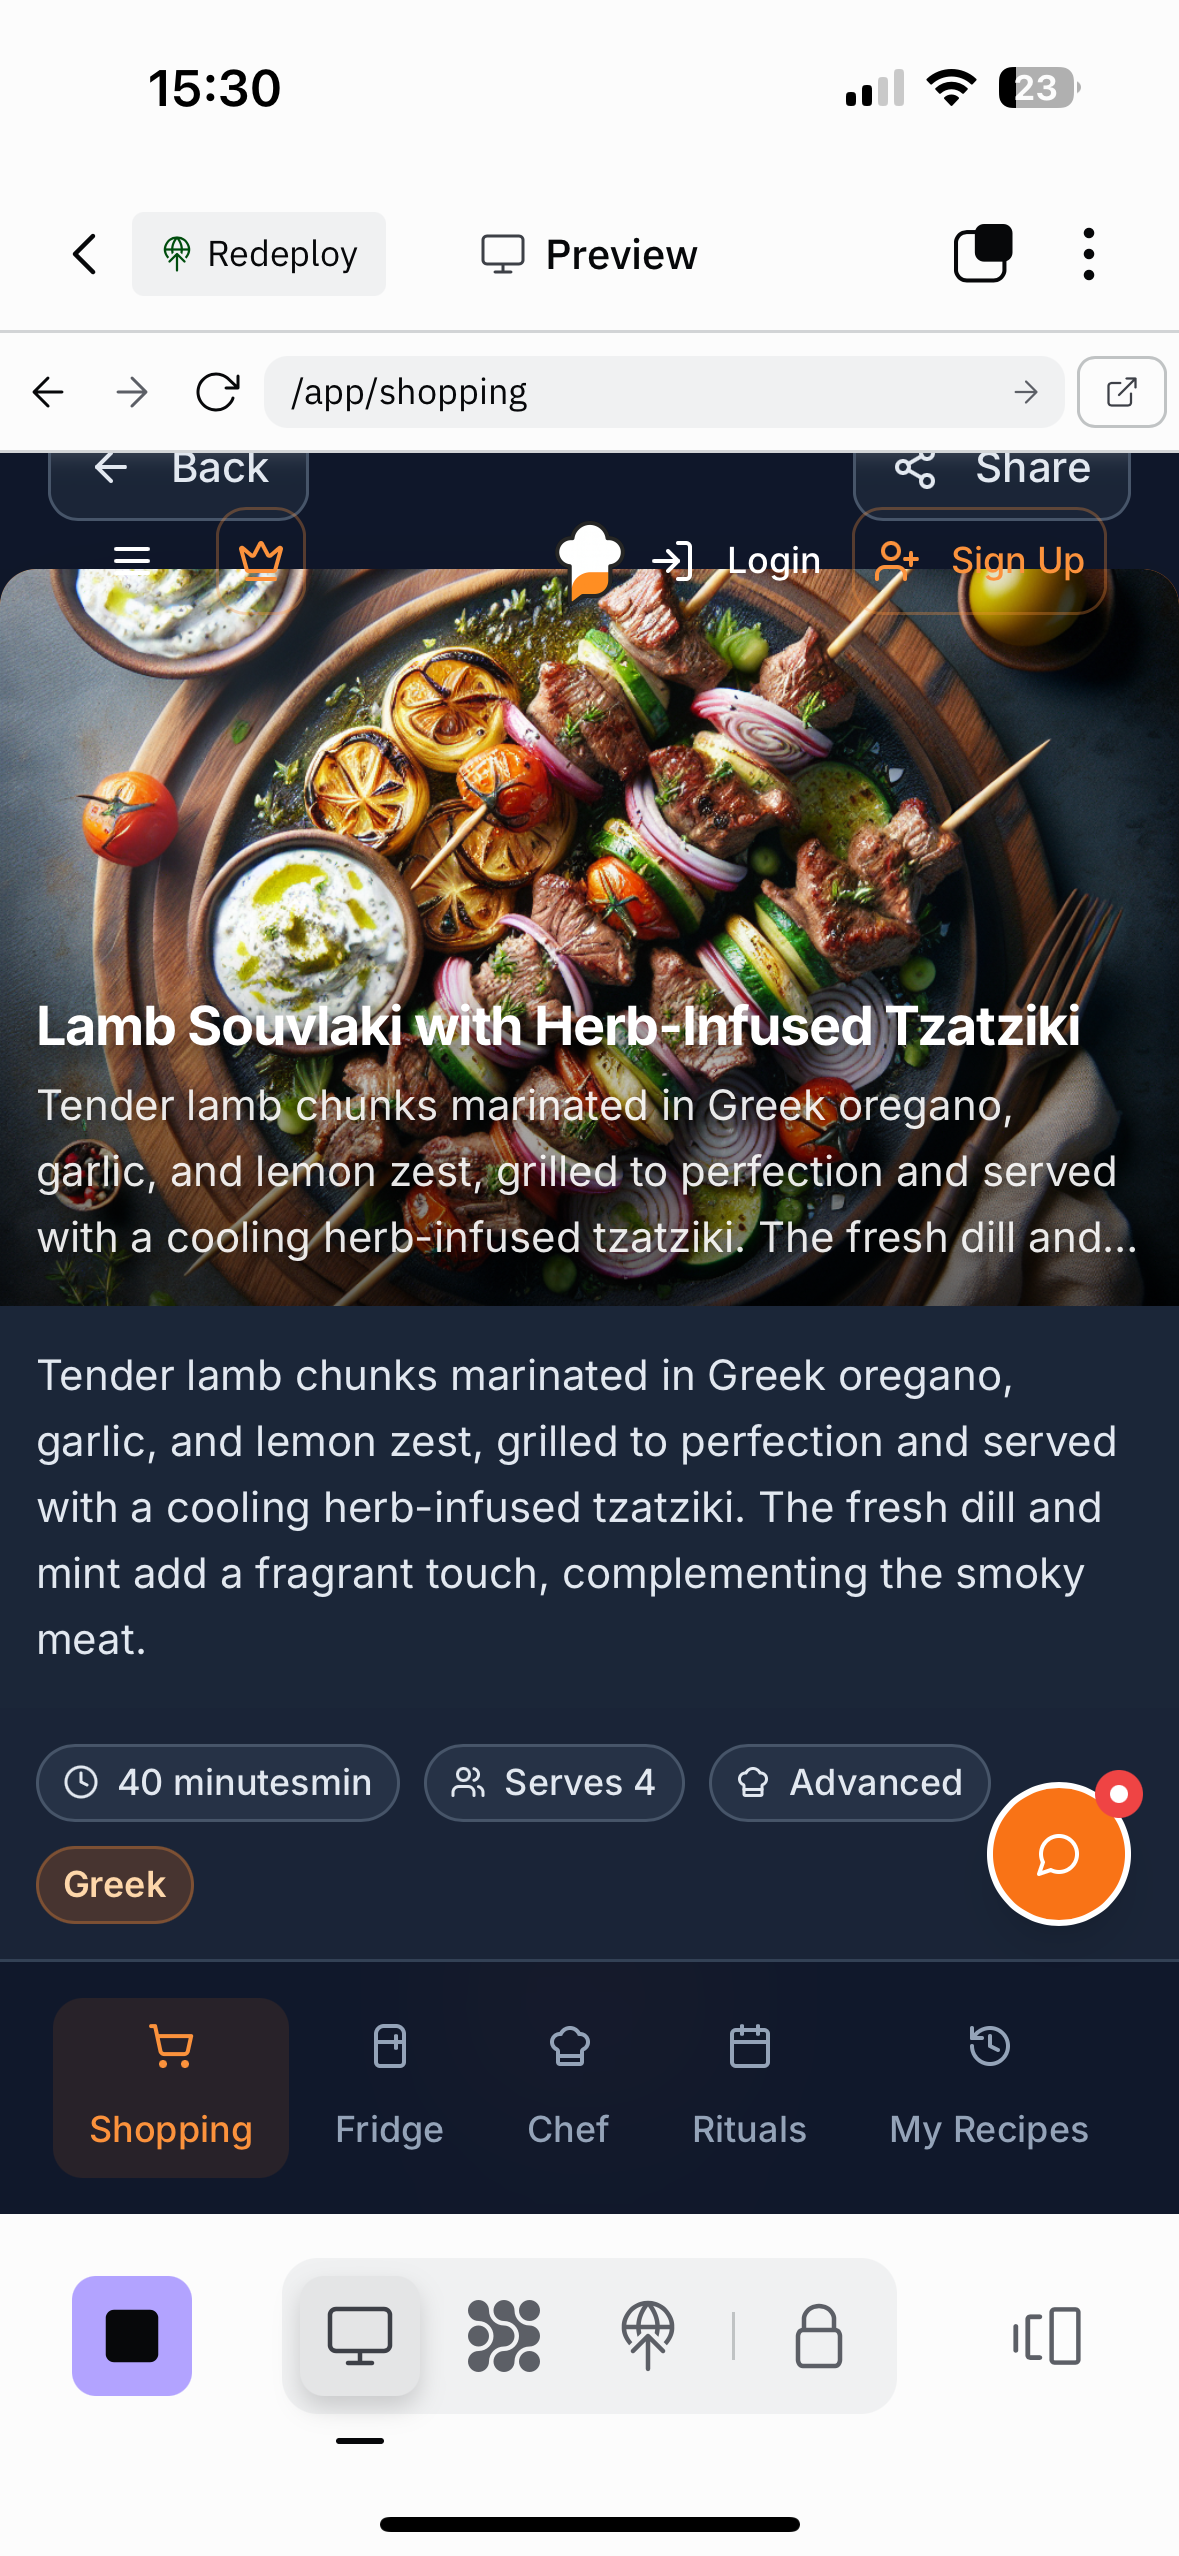 15:30
23
Redeploy
Preview
/app/shopping
Back
Share
Login
Sign Up
Lamb Souvlaki with Herb-Infused Tzatziki
Tender lamb chunks marinated in Greek oregano,
garlic, and lemon zest, grilled to perfection and served
with a cooling herb-infused tzatziki. The fresh dill and...
Tender lamb chunks marinated in Greek oregano,
garlic, and lemon zest, grilled to perfection and served
with a cooling herb-infused tzatziki. The fresh dill and
mint add a fragrant touch, complementing the smoky
meat.
40 minutesmin
Serves 4
Advanced
Greek
Shopping
Fridge
Chef
Rituals
My Recipes